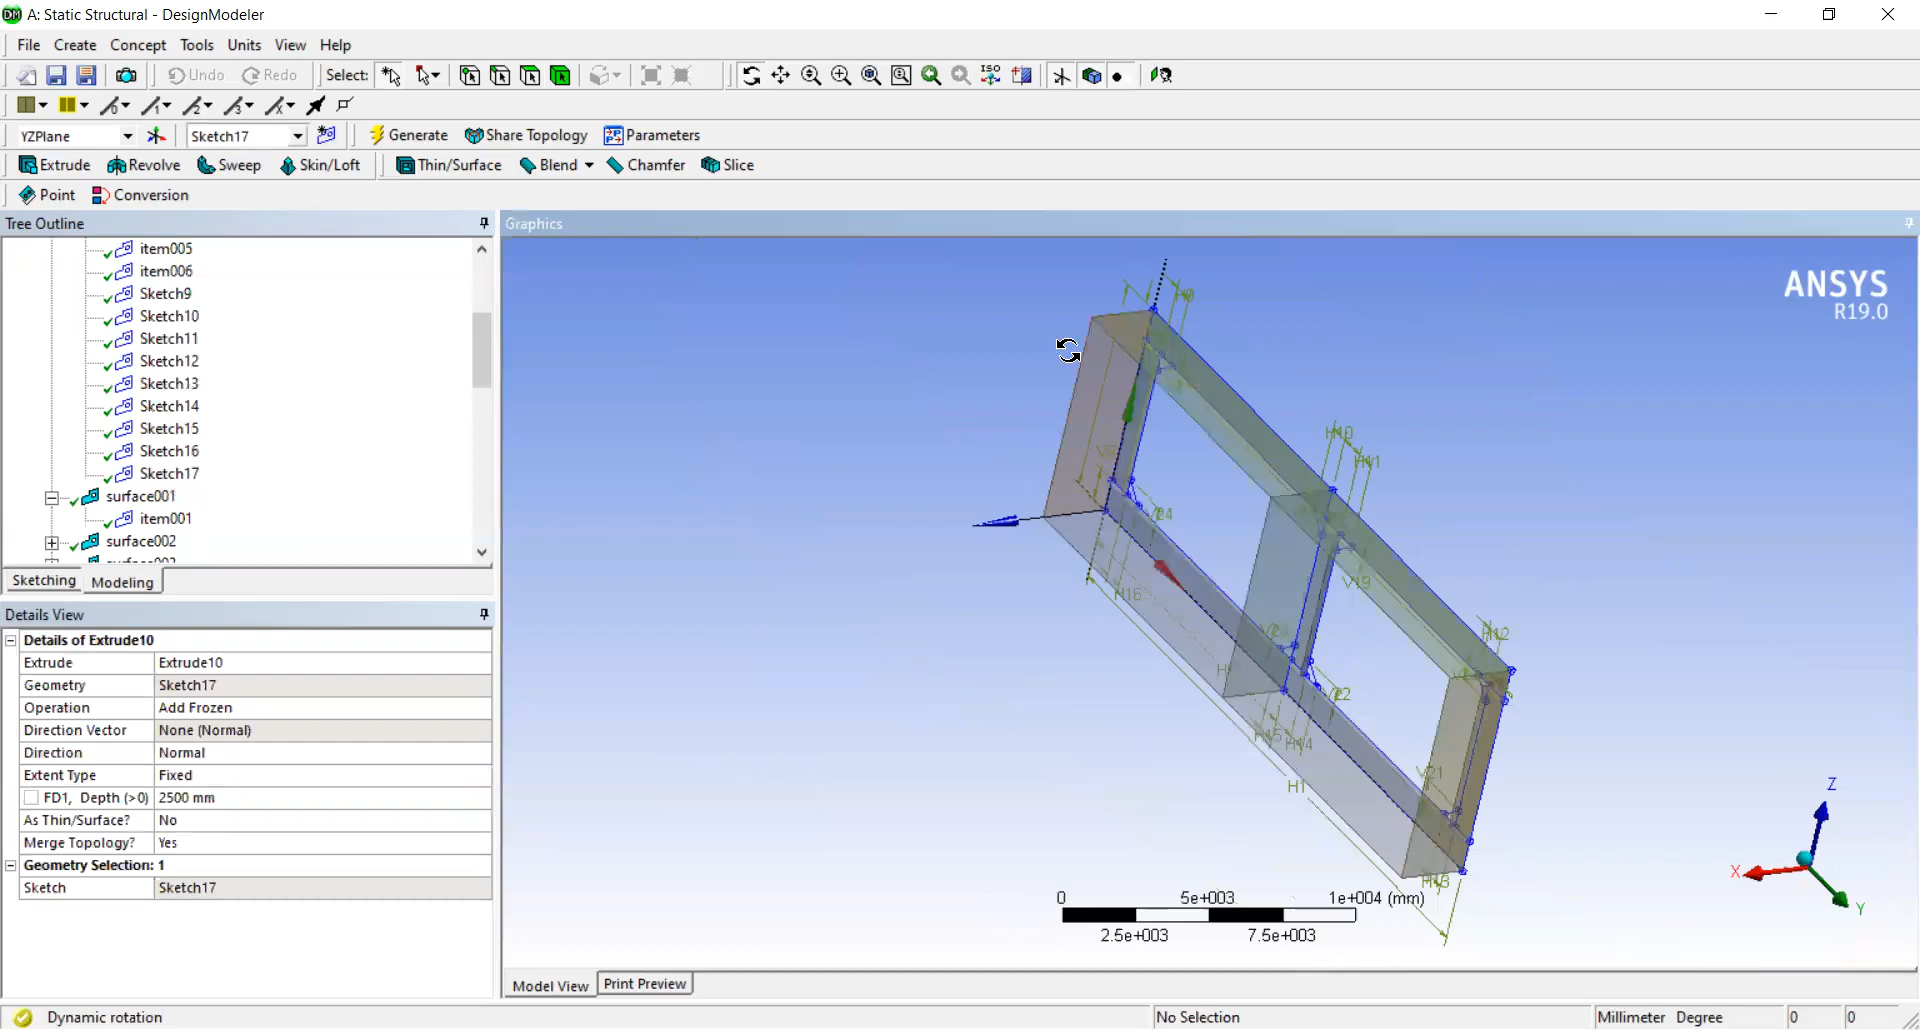 A: Static Structural - DesignModeler
File Create Concept Tools Units View Help
Undo Redo Select: ISO
YZPlane Sketch17 Generate Share Topology Parameters
Extrude Revolve Sweep Skin/Loft Thin/Surface Blend Chamfer Slice
Point Conversion
Tree Outline
item005
item006
Sketch9
Sketch10
Sketch11
Sketch12
Sketch13
Sketch14
Sketch15
Sketch16
Sketch17
surface001
item001
surface002
Sketching Modeling
Details View
Details of Extrude10
Extrude Extrude10
Geometry Sketch17
Operation Add Frozen
Direction Vector None (Normal)
Direction Normal
Extent Type Fixed
FD1, Depth (>0) 2500 mm
As Thin/Surface? No
Merge Topology? Yes
Geometry Selection: 1
Sketch Sketch17
Graphics
ANSYS
R19.0
H10
V19
H16
H12
V22
H14
V21
H1
H13
0 5e+003 1e+004 (mm)
2.5e+003 7.5e+003
Z
X
Y
Model View Print Preview
Dynamic rotation No Selection Millimeter Degree 0 0